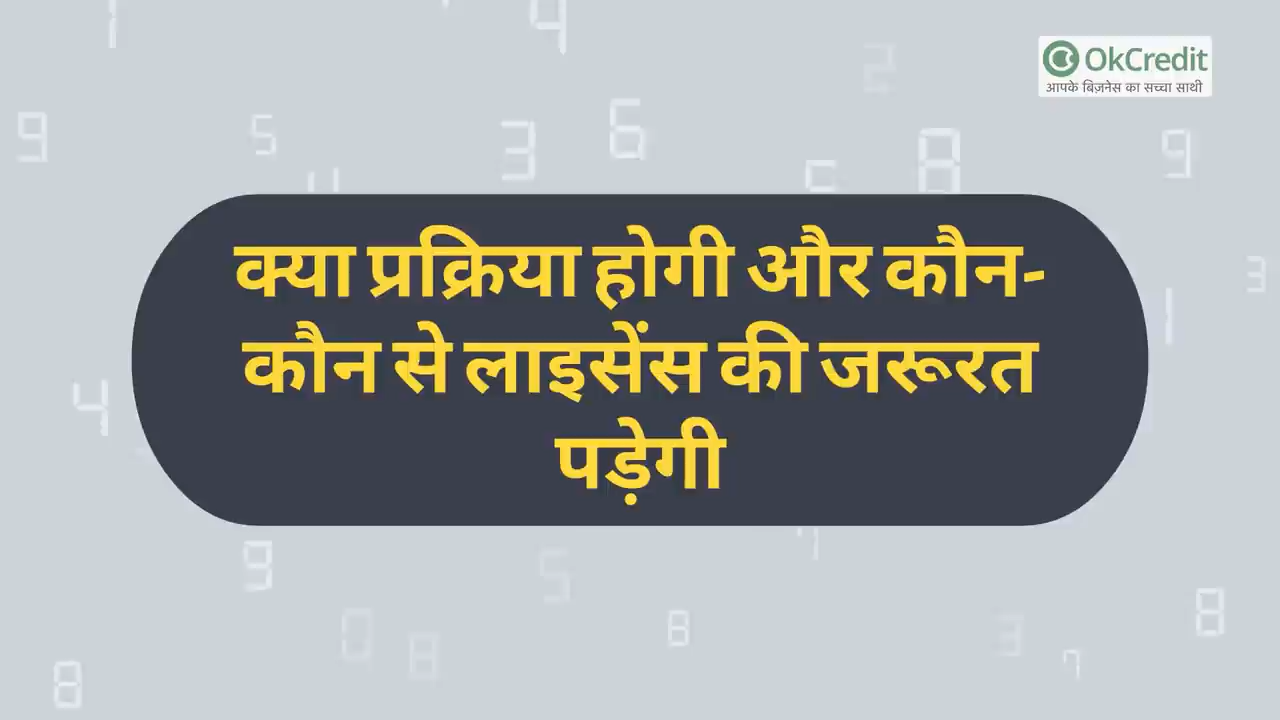 OkCredit
आपके बिज़नेस का सच्चा साथी
क्या प्रक्रिया होगी और कौन-
कौन से लाइसेंस की जरूरत
पड़ेगी